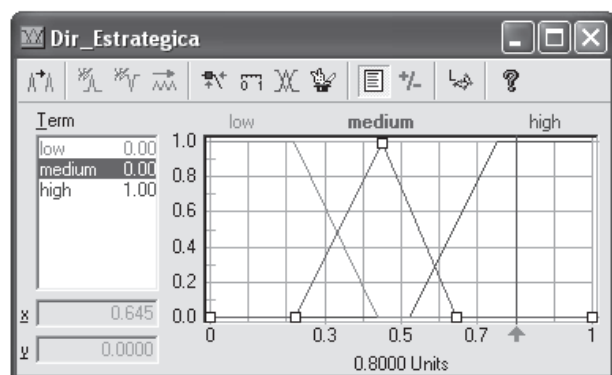 Dir_Estrategica
Term
low 0.00
medium 0.00
high 1.00
x 0.645
y 0.0000
low medium high
1.0
0.8
0.6
0.4
0.2
0.0
0 0.3 0.5 0.7 1
0.8000 Units